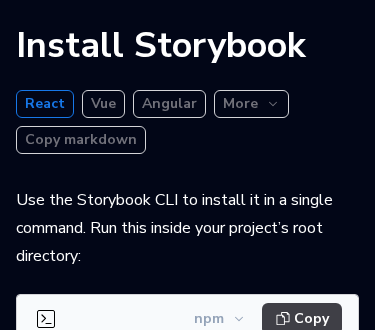 Install Storybook
React Vue Angular More
Copy markdown
Use the Storybook CLI to install it in a single
command. Run this inside your project’s root
directory:
npm Copy